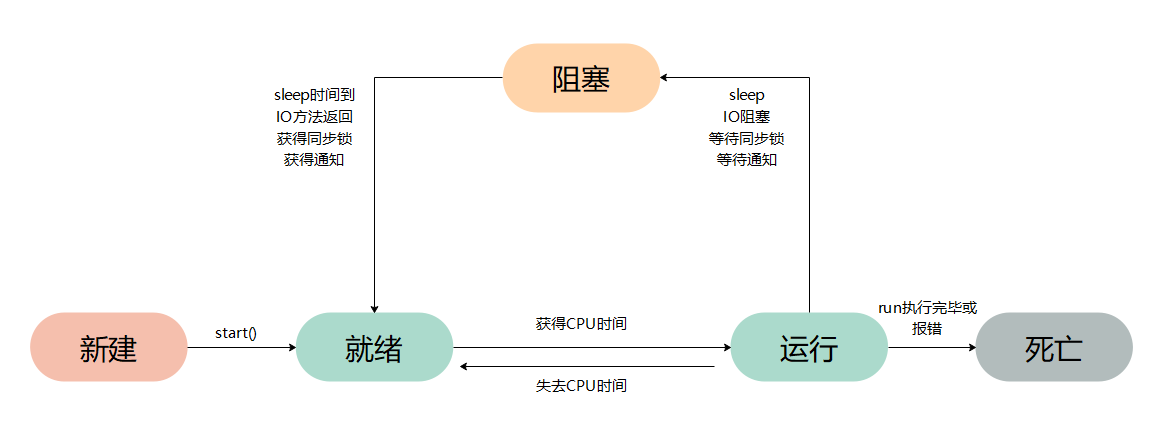 阻塞
sleep时间到
IO方法返回
获得同步锁
获得通知
sleep
IO阻塞
等待同步锁
等待通知
新建
start()
就绪
获得CPU时间
失去CPU时间
运行
run执行完毕或
报错
死亡